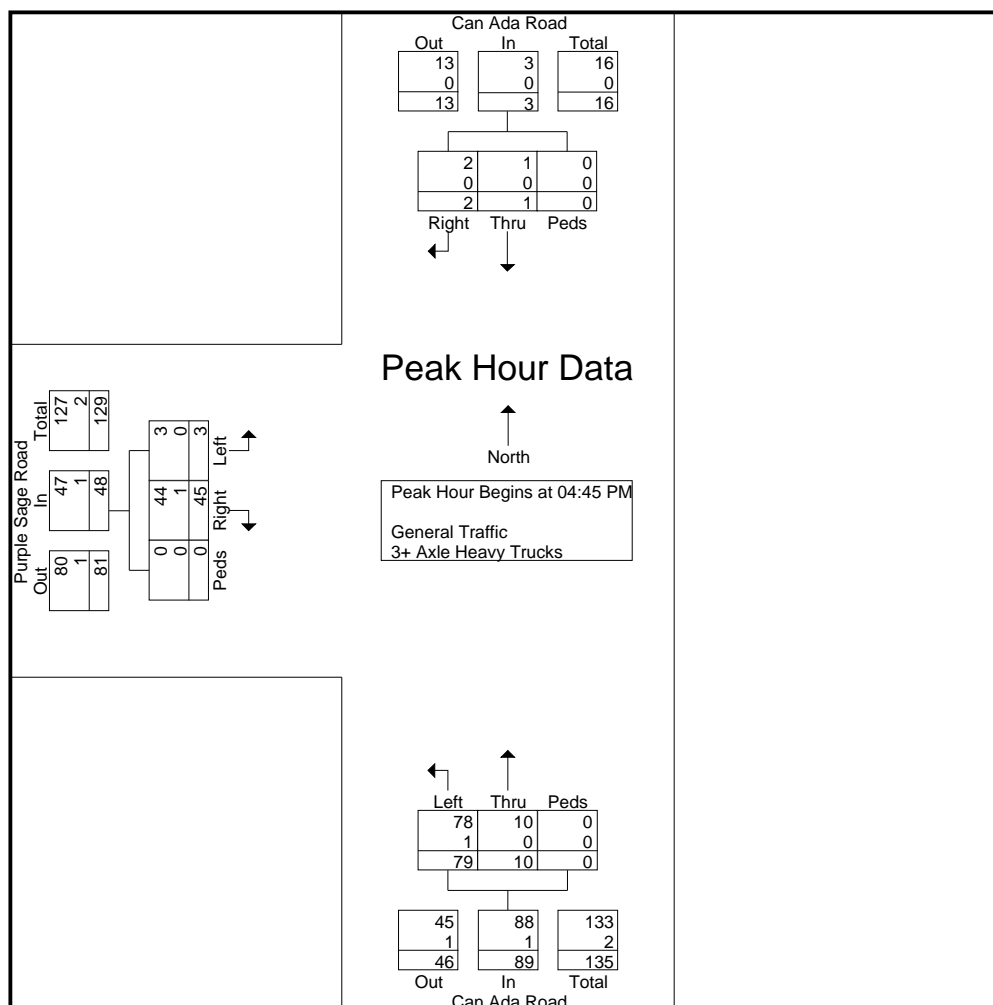 Can Ada Road
Out In Total
13 3 16
0 0 0
13 3 16
2 1 0
0 0 0
2 1 0
Right Thru Peds
Peak Hour Data
North
Peak Hour Begins at 04:45 PM
General Traffic
3+ Axle Heavy Trucks
Purple Sage Road
Out In Total
80 47 127
1 1 2
81 48 129
0 44 3
0 1 0
0 45 3
Peds Right Left
Left Thru Peds
78 10 0
1 0 0
79 10 0
45 88 133
1 1 2
46 89 135
Out In Total
Can Ada Road